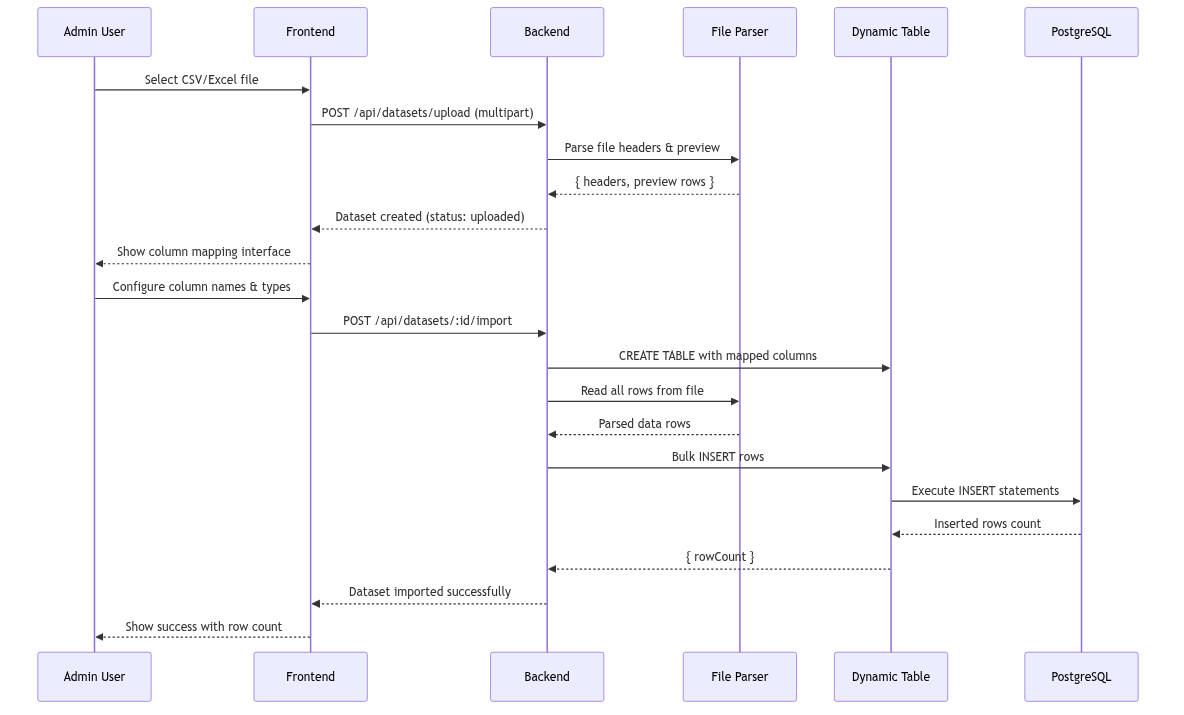 Admin User
Frontend
Backend
File Parser
Dynamic Table
PostgreSQL
Select CSV/Excel file
POST /api/datasets/upload (multipart)
Parse file headers & preview
{ headers, preview rows }
Dataset created (status: uploaded)
Show column mapping interface
Configure column names & types
POST /api/datasets/:id/import
CREATE TABLE with mapped columns
Read all rows from file
Parsed data rows
Bulk INSERT rows
Execute INSERT statements
Inserted rows count
{ rowCount }
Dataset imported successfully
Show success with row count
Admin User
Frontend
Backend
File Parser
Dynamic Table
PostgreSQL